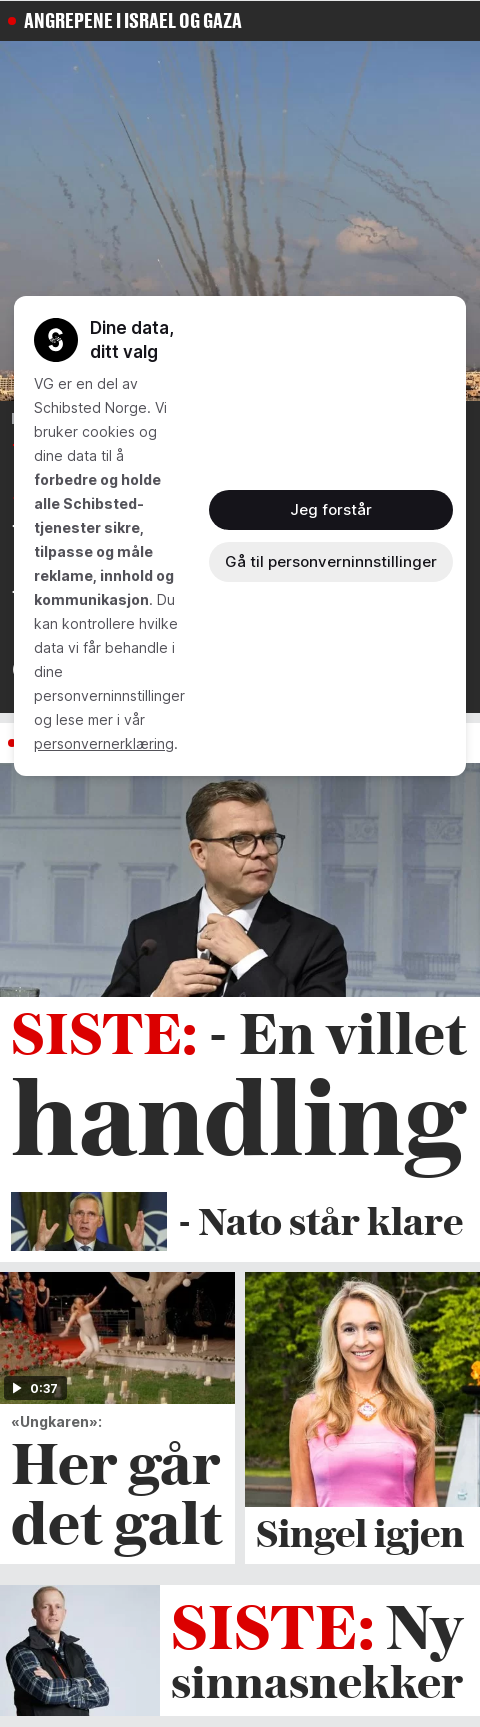 ANGREPENE I ISRAEL OG GAZA
Dine data,
ditt valg
VG er en del av
Schibsted Norge. Vi
bruker cookies og
dine data til å
forbedre og holde
alle Schibsted-
tjenester sikre,
tilpasse og måle
reklame, innhold og
kommunikasjon. Du
kan kontrollere hvilke
data vi får behandle i
dine
personverninnstillinger
og lese mer i vår
personvernerklæring.
Jeg forstår
Gå til personverninnstillinger
SISTE: - En villet
handling
- Nato står klare
0:37
«Ungkaren»:
Her går
det galt
Singel igjen
SISTE: Ny
sinnasnekker